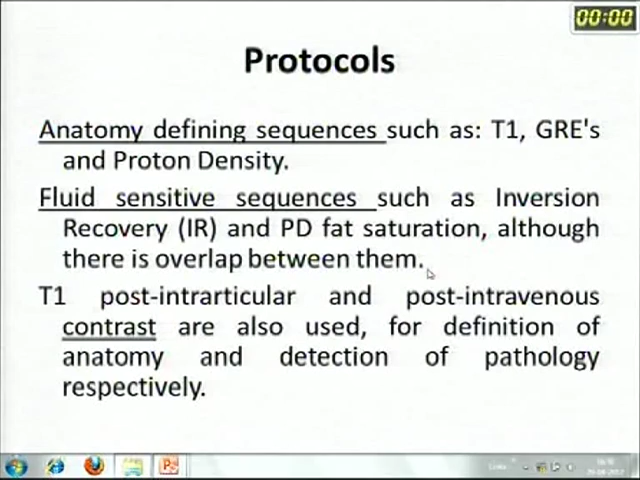 00:00
Protocols
Anatomy defining sequences such as: T1, GRE's
and Proton Density.
Fluid sensitive sequences such as Inversion
Recovery (IR) and PD fat saturation, although
there is overlap between them.
T1 post-intrarticular and post-intravenous
contrast are also used, for definition of
anatomy and detection of pathology
respectively.